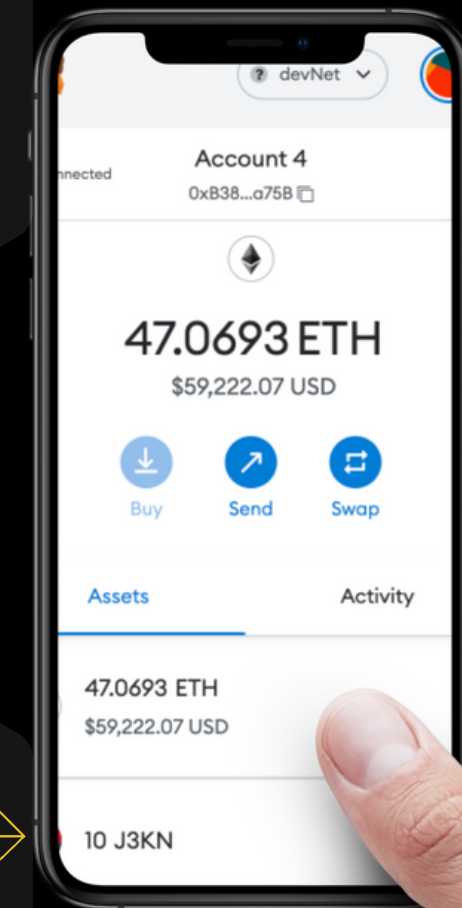 ? devNet
nnected
Account 4
0xB38...a75B
47.0693 ETH
$59,222.07 USD
Buy
Send
Swap
Assets
Activity
47.0693 ETH
$59,222.07 USD
10 J3KN